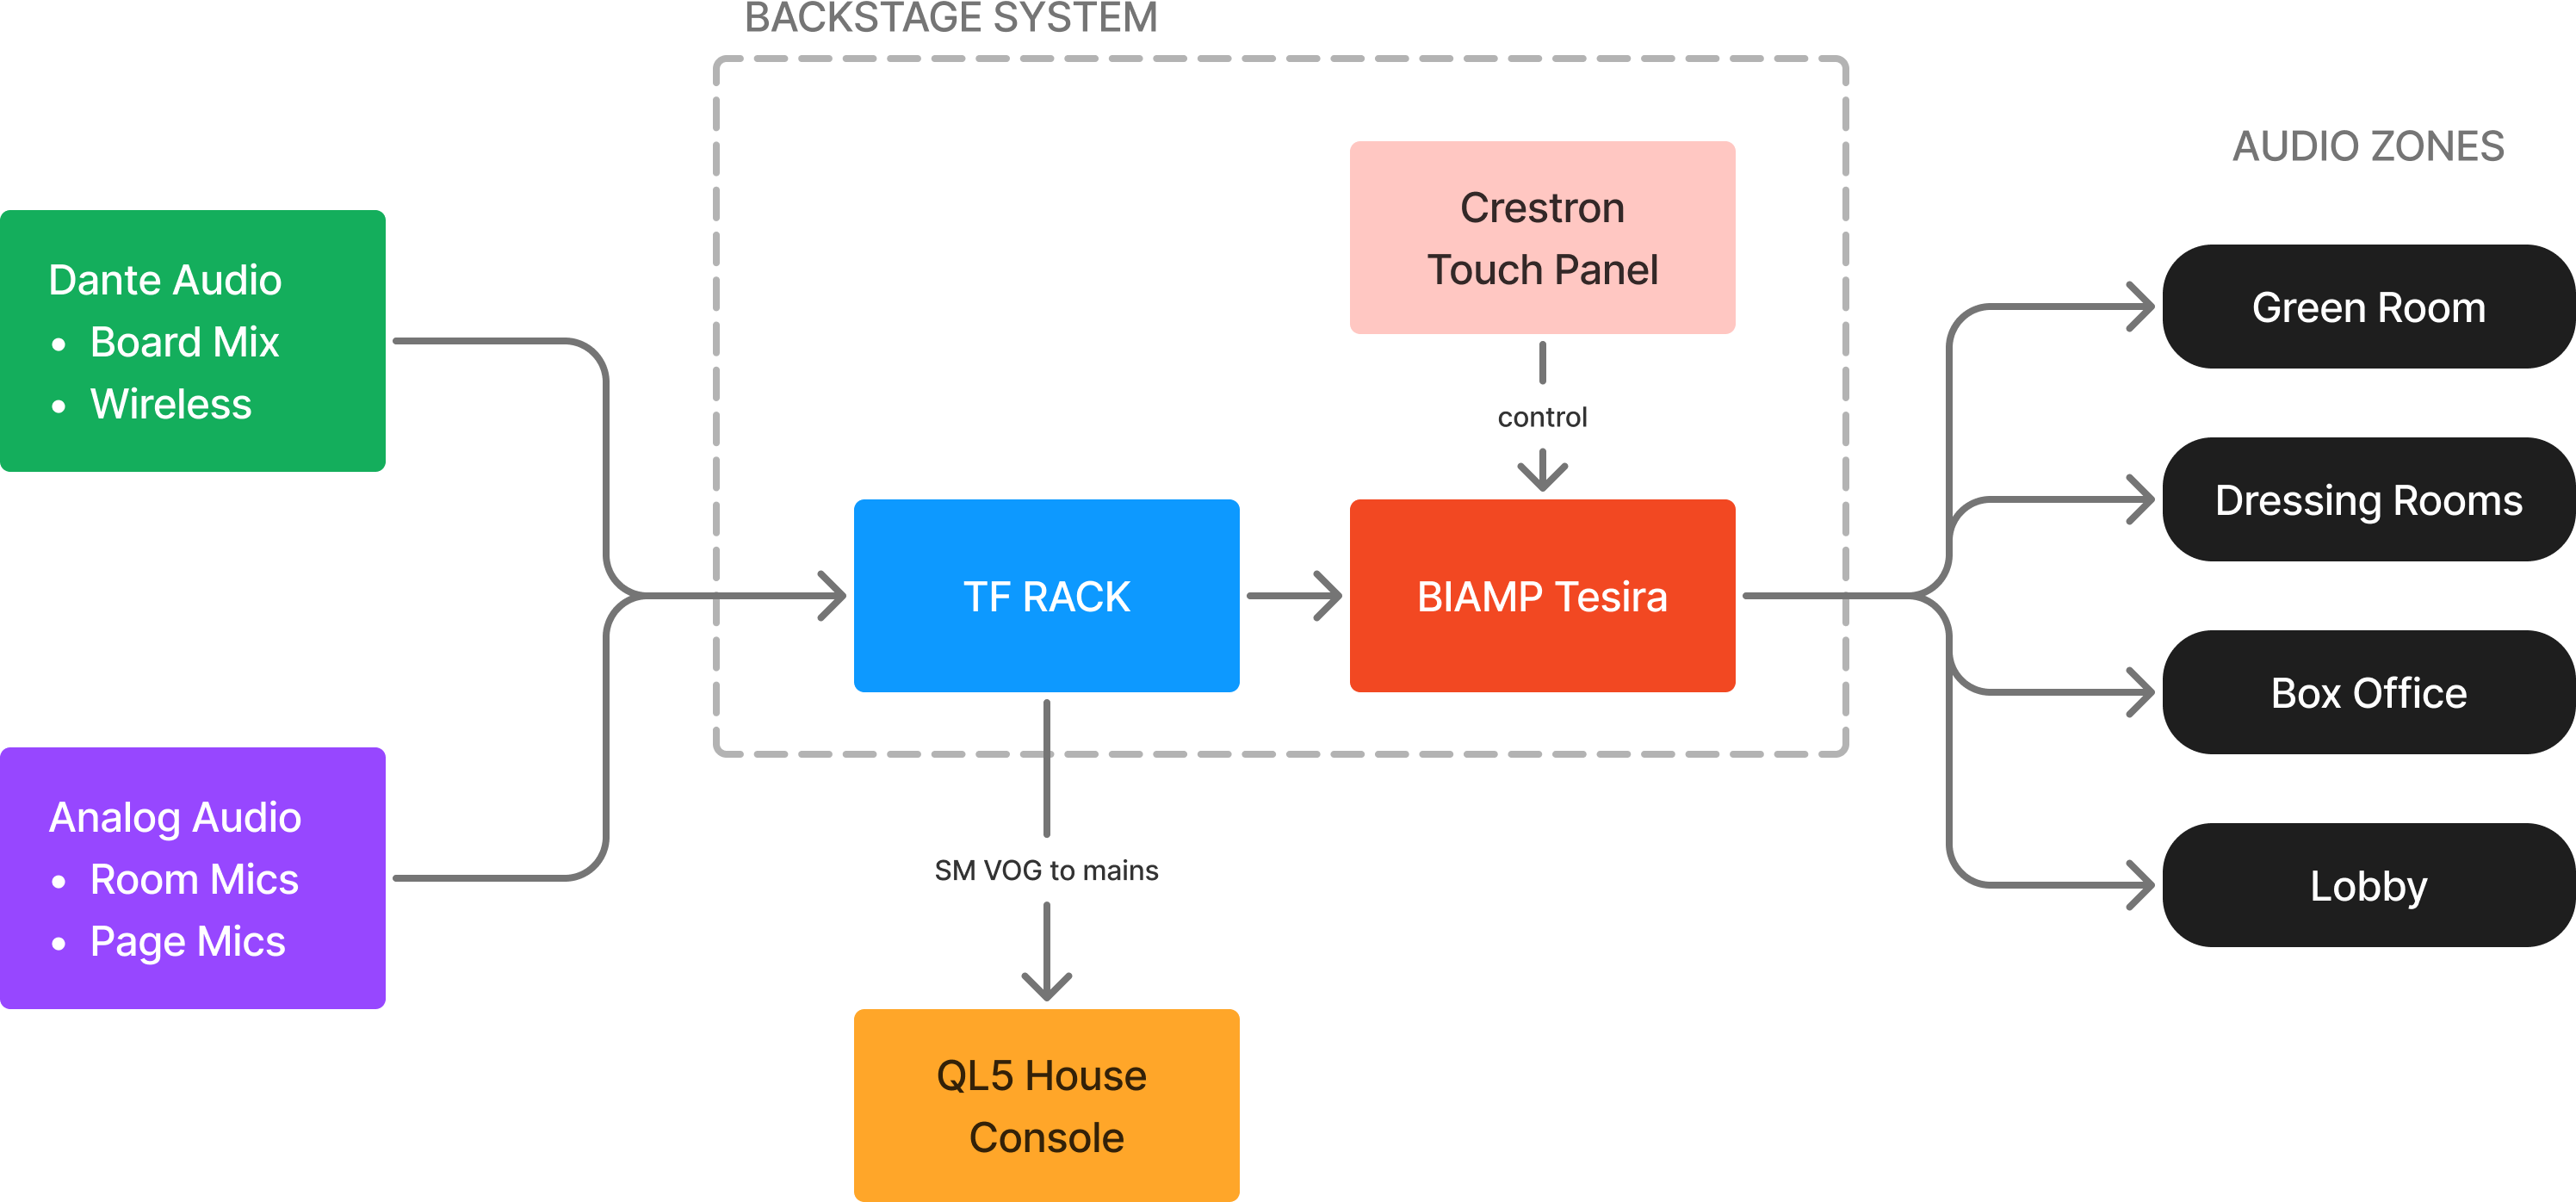 BACKSTAGE SYSTEM
AUDIO ZONES
Dante Audio
• Board Mix
• Wireless
Analog Audio
• Room Mics
• Page Mics
Crestron
Touch Panel
control
TF RACK
BIAMP Tesira
SM VOG to mains
QL5 House
Console
Green Room
Dressing Rooms
Box Office
Lobby